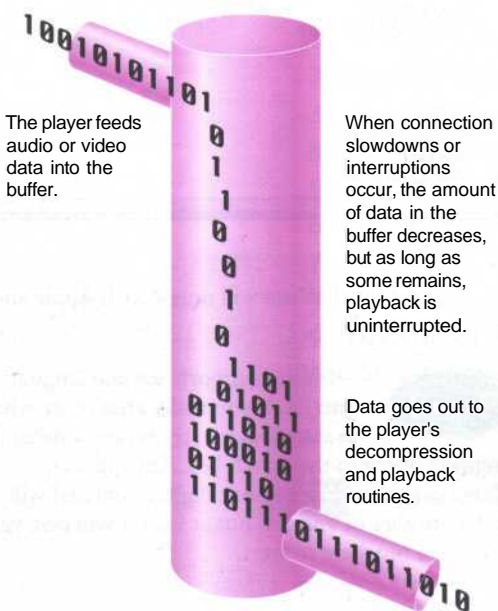 10010101101
The player feeds
audio or video
data into the
buffer.
0
1
1
0
0
1
0
1101
01011
011010
100010
01110
1101110111011010
When connection
slowdowns or
interruptions
occur, the amount
of data in the
buffer decreases,
but as long as
some remains,
playback is
uninterrupted.
Data goes out to
the player's
decompression
and playback
routines.